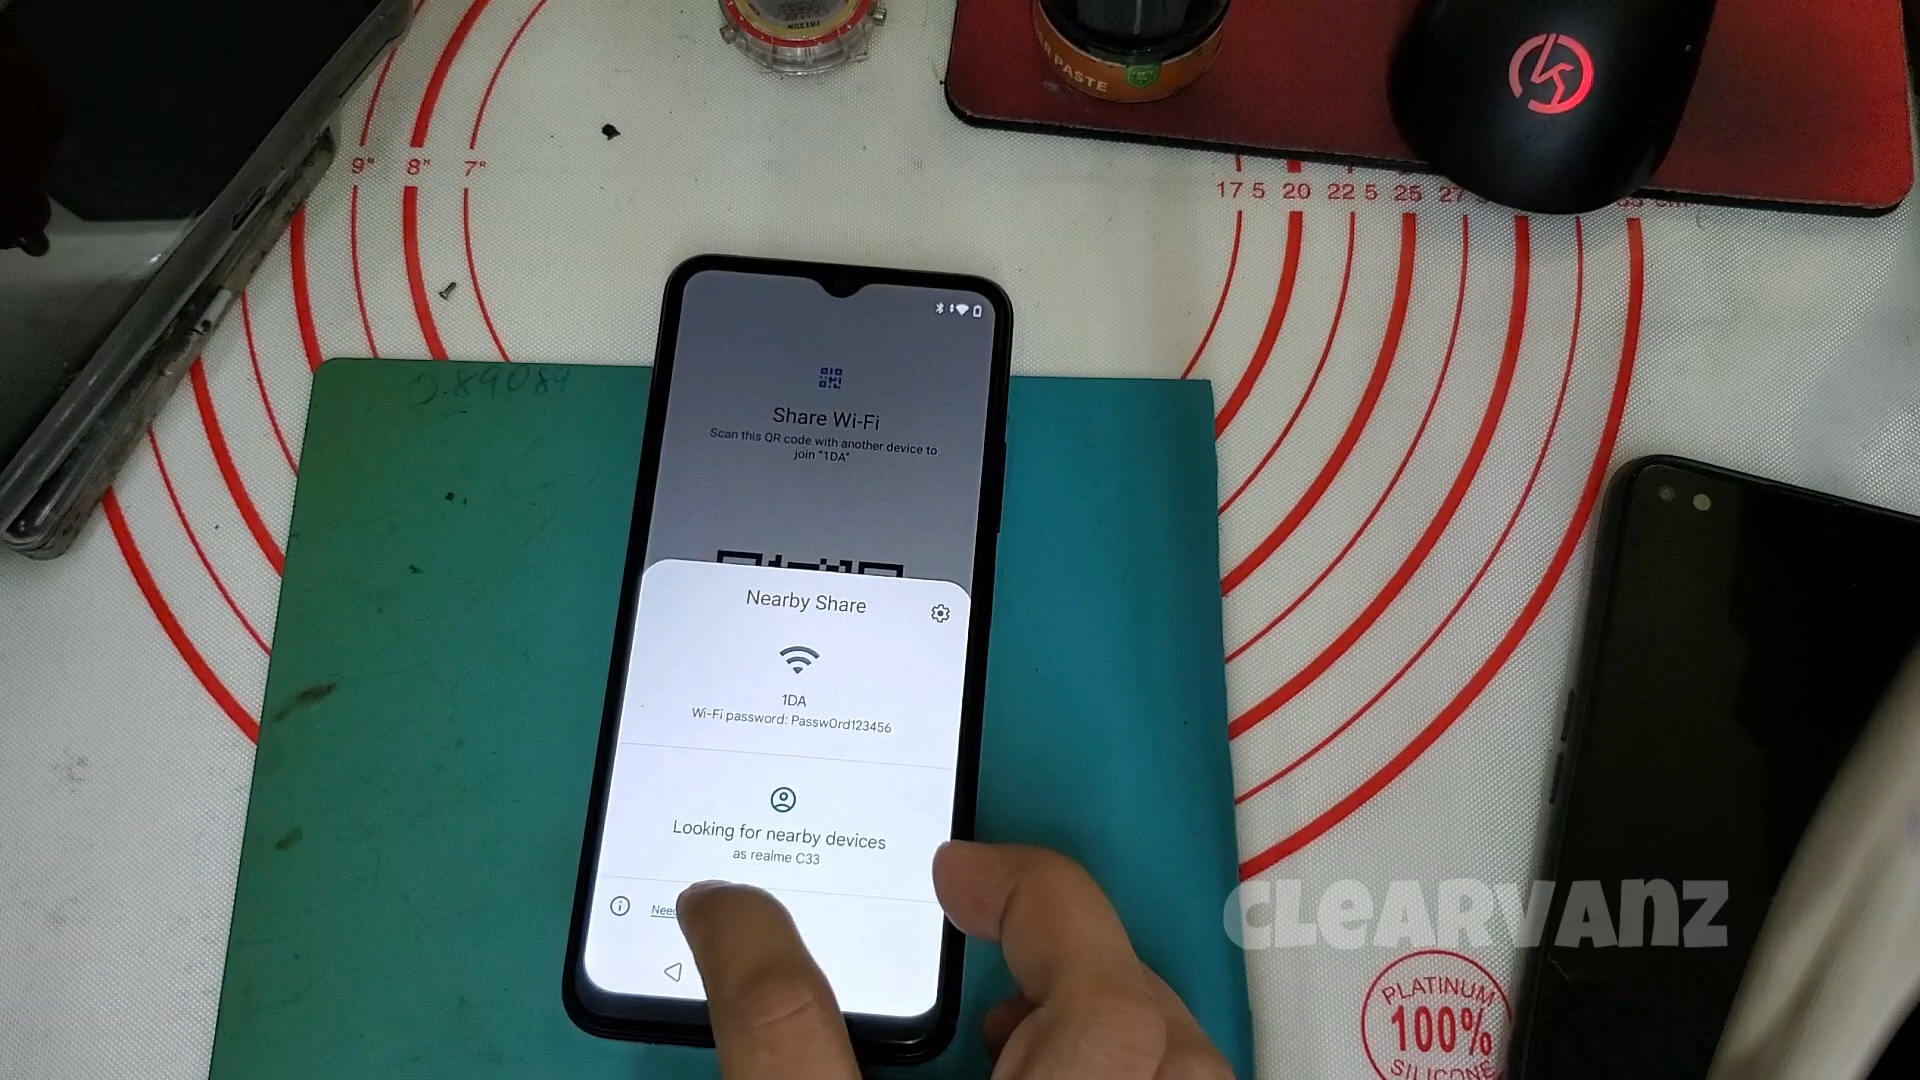 9" 8" 7"
PASTE
17 5 20 22 5 25
0.89089
Share Wi-Fi
Scan this QR code with another device to
join "1DA"
Nearby Share
1DA
Wi-Fi password: Passw0rd123456
Looking for nearby devices
as realme C33
CLEARVANZ
PLATINUM
100%
SILICONE